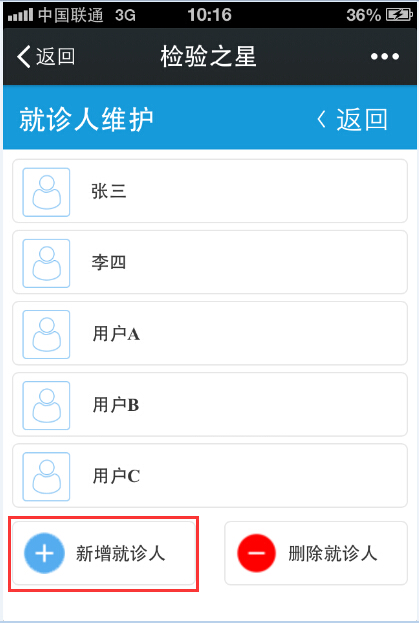 中国联通 3G 10:16 36%
返回 检验之星 •••
就诊人维护 〈 返回
张三
李四
用户A
用户B
用户C
新增就诊人 删除就诊人